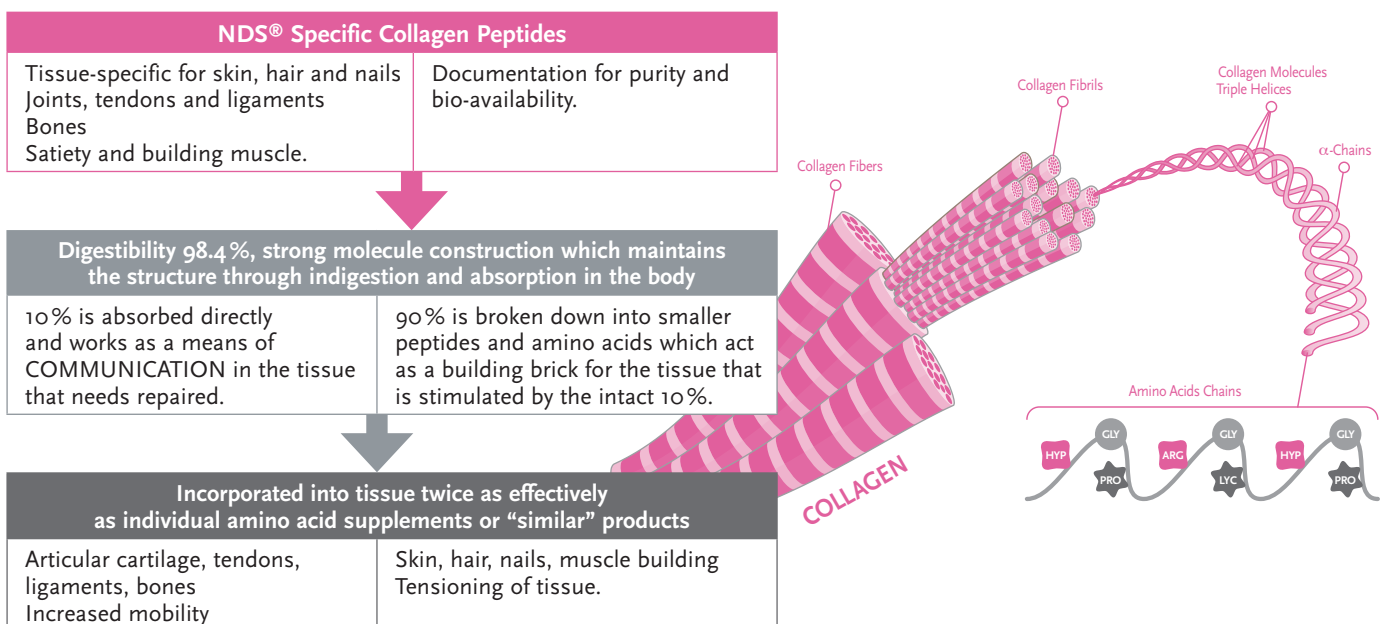 NDS® Specific Collagen Peptides
Tissue-specific for skin, hair and nails
Joints, tendons and ligaments
Bones
Satiety and building muscle.
Documentation for purity and
bio-availability.
Digestibility 98.4 %, strong molecule construction which maintains
the structure through indigestion and absorption in the body
10 % is absorbed directly
and works as a means of
COMMUNICATION in the tissue
that needs repaired.
90 % is broken down into smaller
peptides and amino acids which act
as a building brick for the tissue that
is stimulated by the intact 10 %.
Incorporated into tissue twice as effectively
as individual amino acid supplements or “similar” products
Articular cartilage, tendons,
ligaments, bones
Increased mobility
Skin, hair, nails, muscle building
Tensioning of tissue.
Collagen Fibers
Collagen Fibrils
Collagen Molecules
Triple Helices
α-Chains
COLLAGEN
Amino Acids Chains
HYP
GLY
PRO
ARG
GLY
LYC
HYP
GLY
PRO